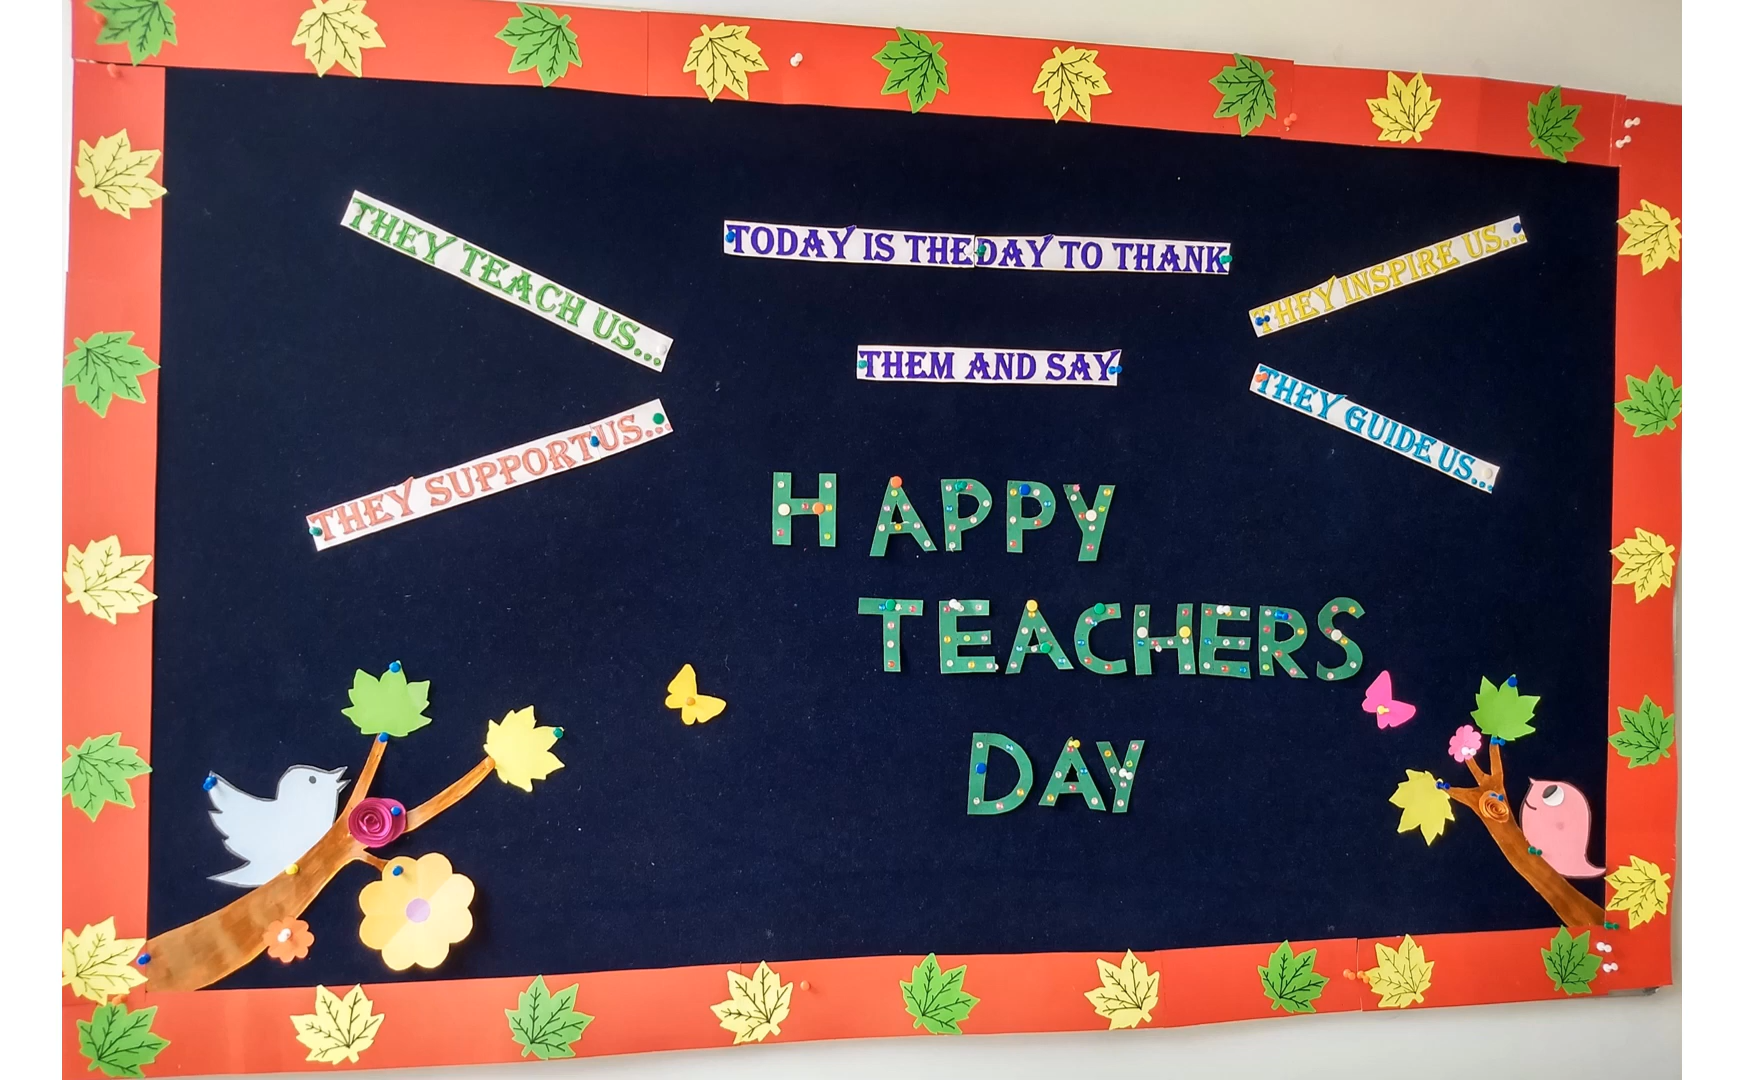 THEY TEACH US...
THEY SUPPORT US...
TODAY IS THE DAY TO THANK
THEM AND SAY
THEY INSPIRE US...
THEY GUIDE US...
HAPPY
TEACHERS
DAY